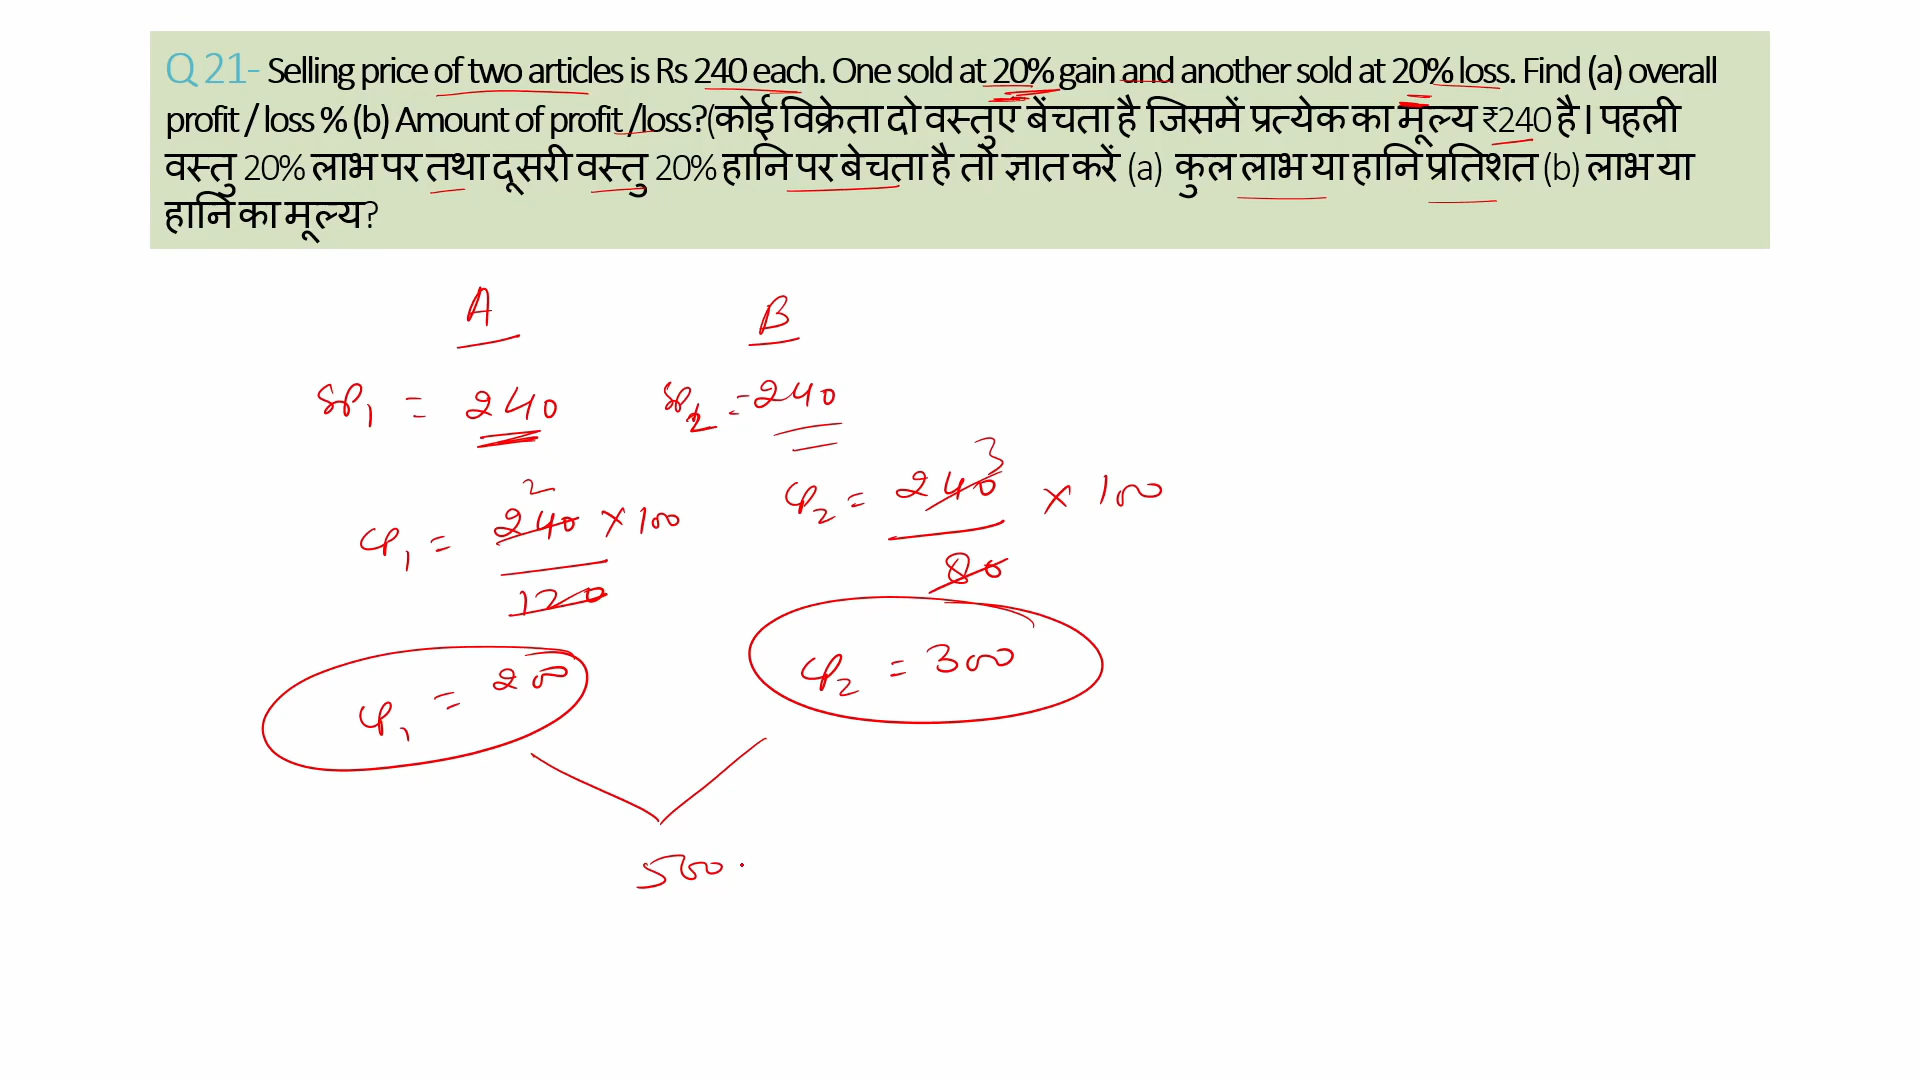 Q 21- Selling price of two articles is Rs 240 each. One sold at 20% gain and another sold at 20% loss. Find (a) overall
profit / loss % (b) Amount of profit /loss?(कोई विक्रेता दो वस्तुए बेंचता है जिसमें प्रत्येक का मूल्य ₹240 है। पहली
वस्तु 20% लाभ पर तथा दूसरी वस्तु 20% हानि पर बेचता है तो ज्ञात करें (a) कुल लाभ या हानि प्रतिशत (b) लाभ या
हानि का मूल्य?
A B
SP1 = 240 SP2 = 240
CP1 = 240 2 × 100 / 120
CP2 = 240 3 × 100 / 80
CP1 = 200 CP2 = 300
500.